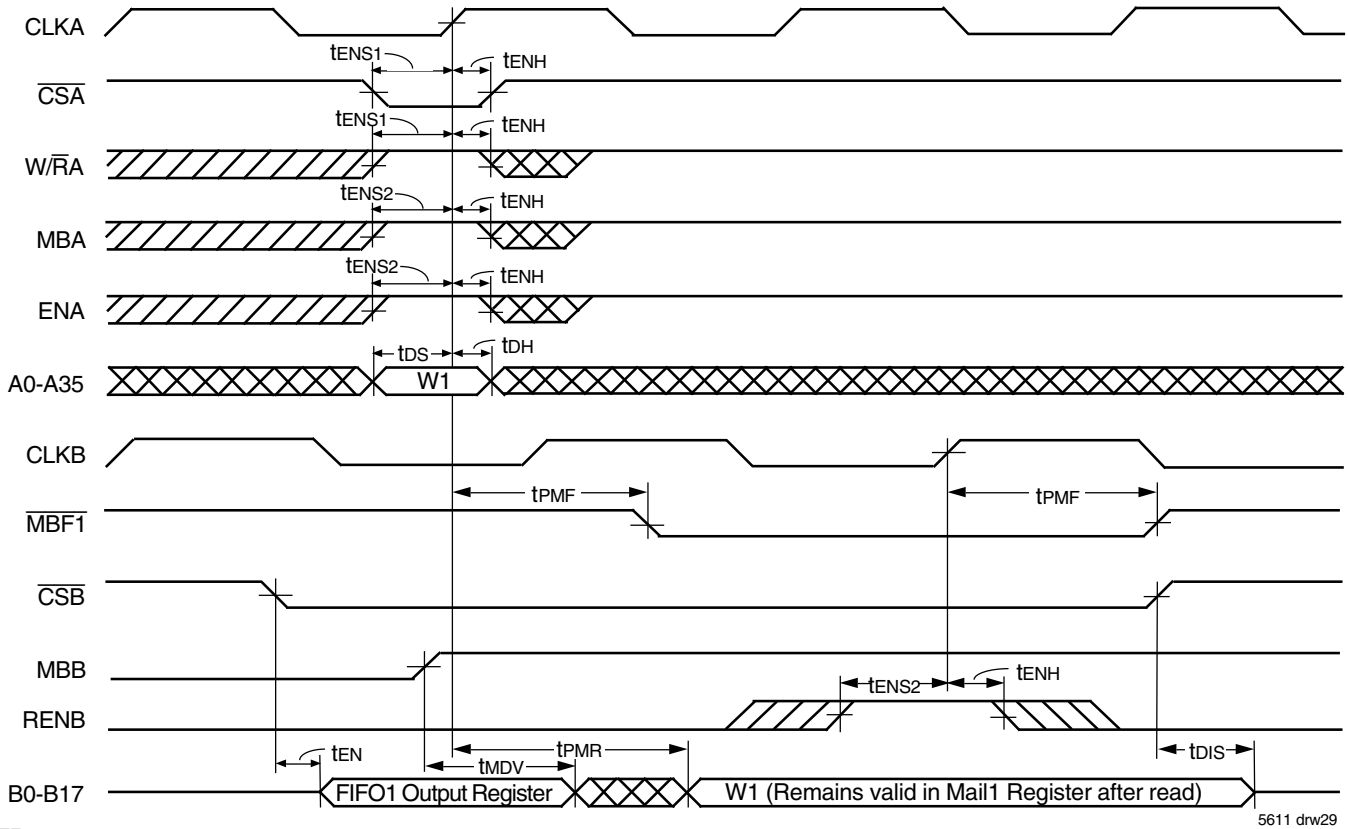 CLKA
tENS1
tENH
CSA
tENS1
tENH
W/RA
tENS2
tENH
MBA
tENS2
tENH
ENA
tDS
tDH
A0-A35
W1
CLKB
tPMF
tPMF
MBF1
CSB
MBB
tENS2
tENH
RENB
tEN
tPMR
tMDV
tDIS
B0-B17
FIFO1 Output Register
W1 (Remains valid in Mail1 Register after read)
5611 drw29